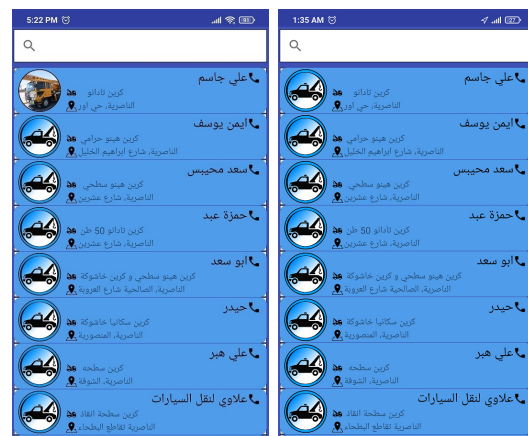 5:22 PM
91
علي جاسم
كرين تادانو
الناصرية، حي اور
ايمن يوسف
كرين هينو حرامي
الناصرية، شارع ابراهيم الخليل
سعد محيبس
كرين هينو سطحي
الناصرية، شارع عشرين
حمزة عبد
كرين تادانو 50 طن
الناصرية، شارع عشرين
ابو سعد
كرين هينو سطحي و كرين خاشوكة
الناصرية، الصالحية شارع العروبة
حيدر
كرين سكانيا خاشوكة
الناصرية، المنصورية
علي هبر
كرين سطحه
الناصرية، الشوفة
علاوي لنقل السيارات
كرين سطحة انقاذ
الناصرية تقاطع البطحاء
1:35 AM
27
علي جاسم
كرين تادانو
الناصرية، حي اور
ايمن يوسف
كرين هينو حرامي
الناصرية، شارع ابراهيم الخليل
سعد محيبس
كرين هينو سطحي
الناصرية، شارع عشرين
حمزة عبد
كرين تادانو 50 طن
الناصرية، شارع عشرين
ابو سعد
كرين هينو سطحي و كرين خاشوكة
الناصرية، الصالحية شارع العروبة
حيدر
كرين سكانيا خاشوكة
الناصرية، المنصورية
علي هبر
كرين سطحه
الناصرية، الشوفة
علاوي لنقل السيارات
كرين سطحة انقاذ
الناصرية تقاطع البطحاء